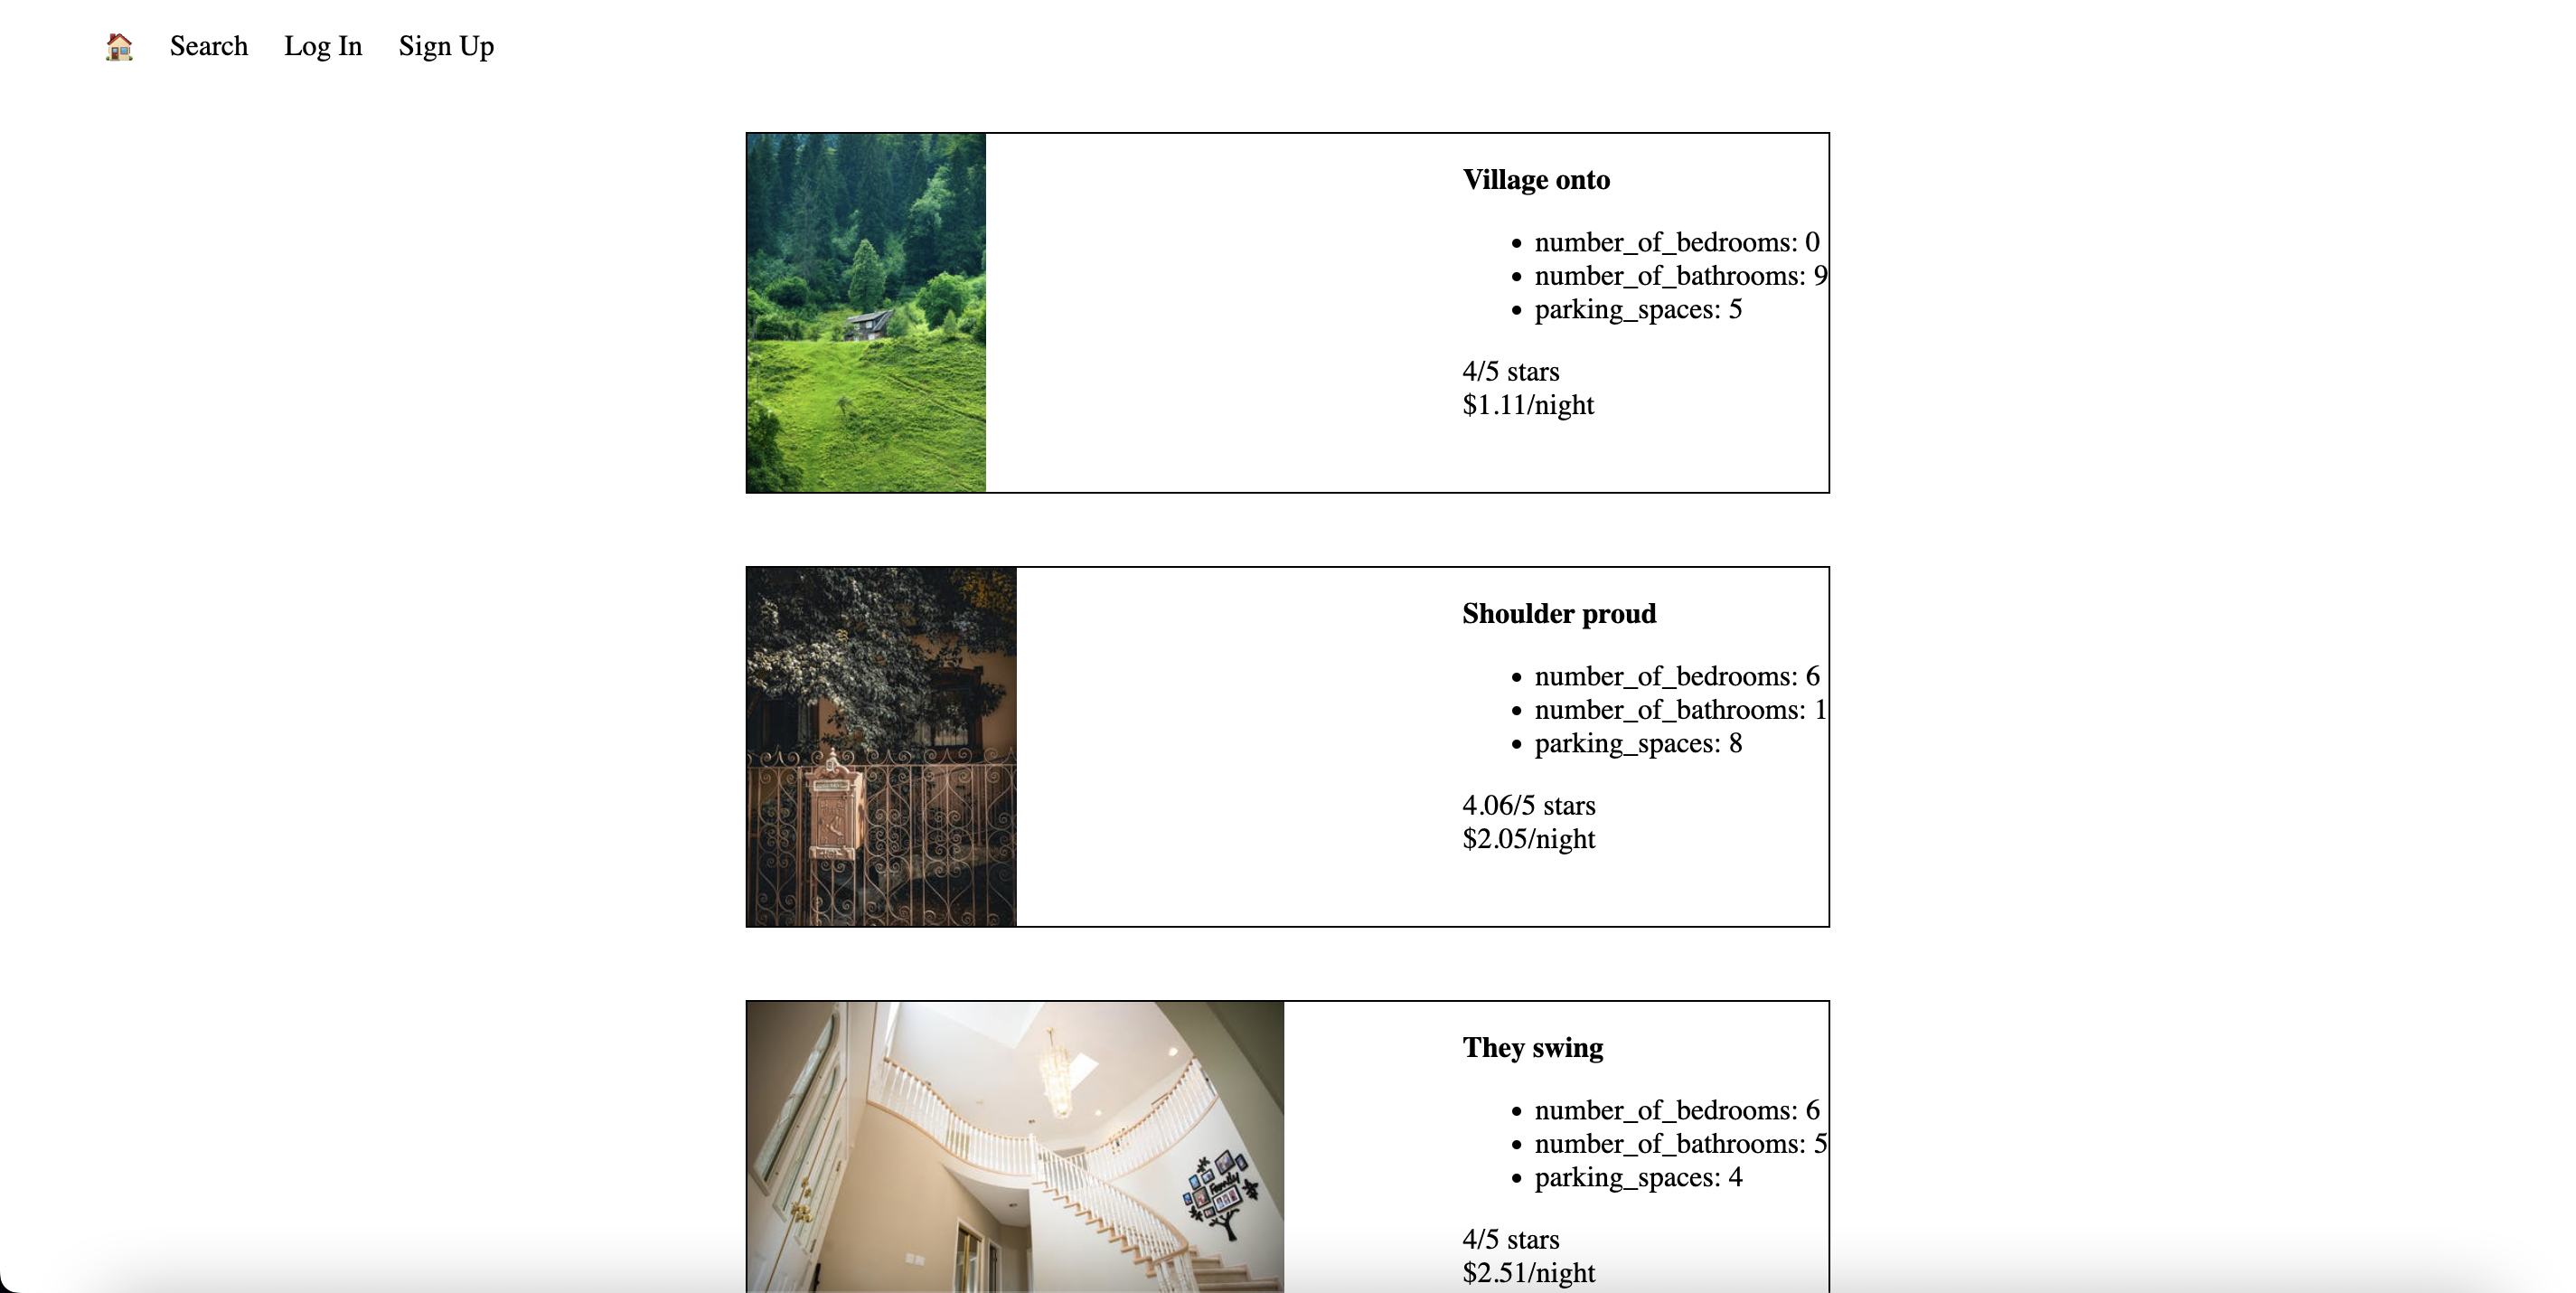 Search Log In Sign Up
Village onto
number_of_bedrooms: 0
number_of_bathrooms: 9
parking_spaces: 5
4/5 stars
$1.11/night
Shoulder proud
number_of_bedrooms: 6
number_of_bathrooms: 1
parking_spaces: 8
4.06/5 stars
$2.05/night
They swing
number_of_bedrooms: 6
number_of_bathrooms: 5
parking_spaces: 4
family
4/5 stars
$2.51/night